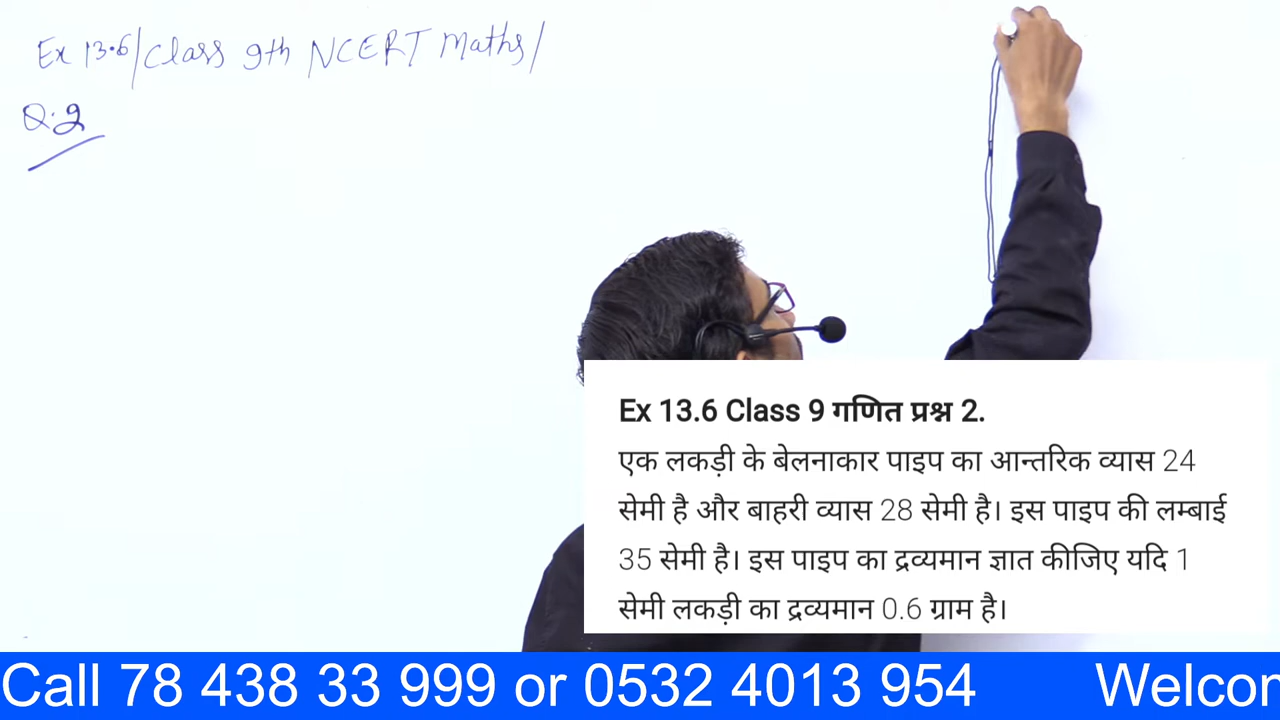 Ex 13.6/Class 9th NCERT Maths/
Q.2
Ex 13.6 Class 9 गणित प्रश्न 2.
एक लकड़ी के बेलनाकार पाइप का आन्तरिक व्यास 24
सेमी है और बाहरी व्यास 28 सेमी है। इस पाइप की लम्बाई
35 सेमी है। इस पाइप का द्रव्यमान ज्ञात कीजिए यदि 1
सेमी लकड़ी का द्रव्यमान 0.6 ग्राम है।
Call 78 438 33 999 or 0532 4013 954 Welcor